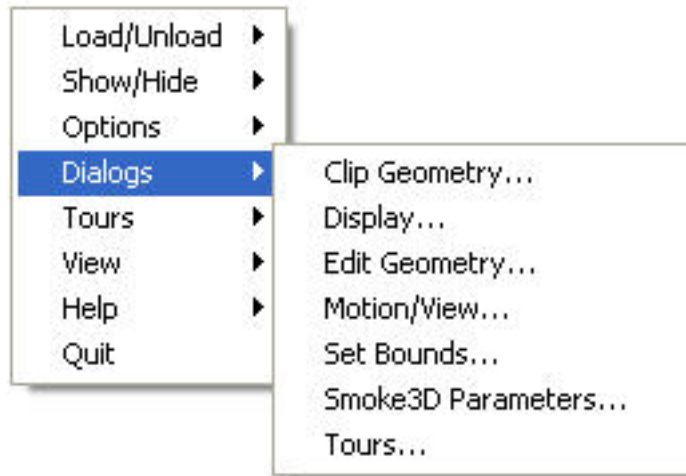 Load/Unload
Show/Hide
Options
Dialogs
Tours
View
Help
Quit
Clip Geometry...
Display...
Edit Geometry...
Motion/View...
Set Bounds...
Smoke3D Parameters...
Tours...